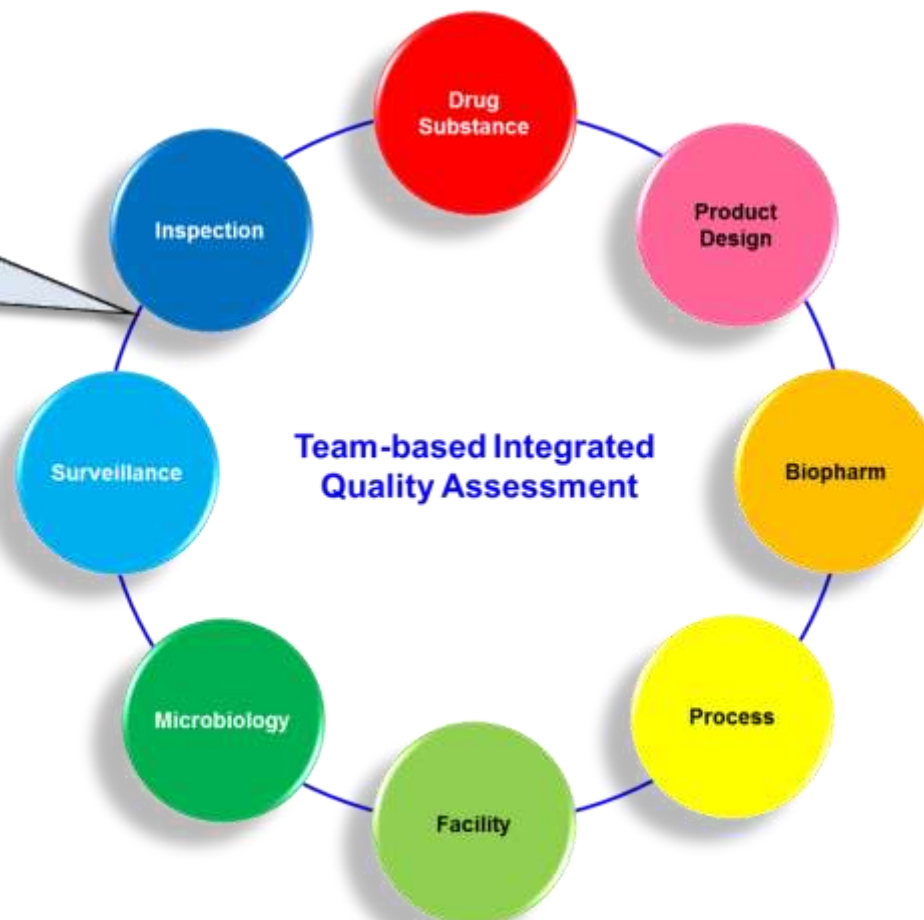 Drug
Substance
Product
Design
Inspection
Team-based Integrated
Quality Assessment
Surveillance
Biopharm
Microbiology
Process
Facility